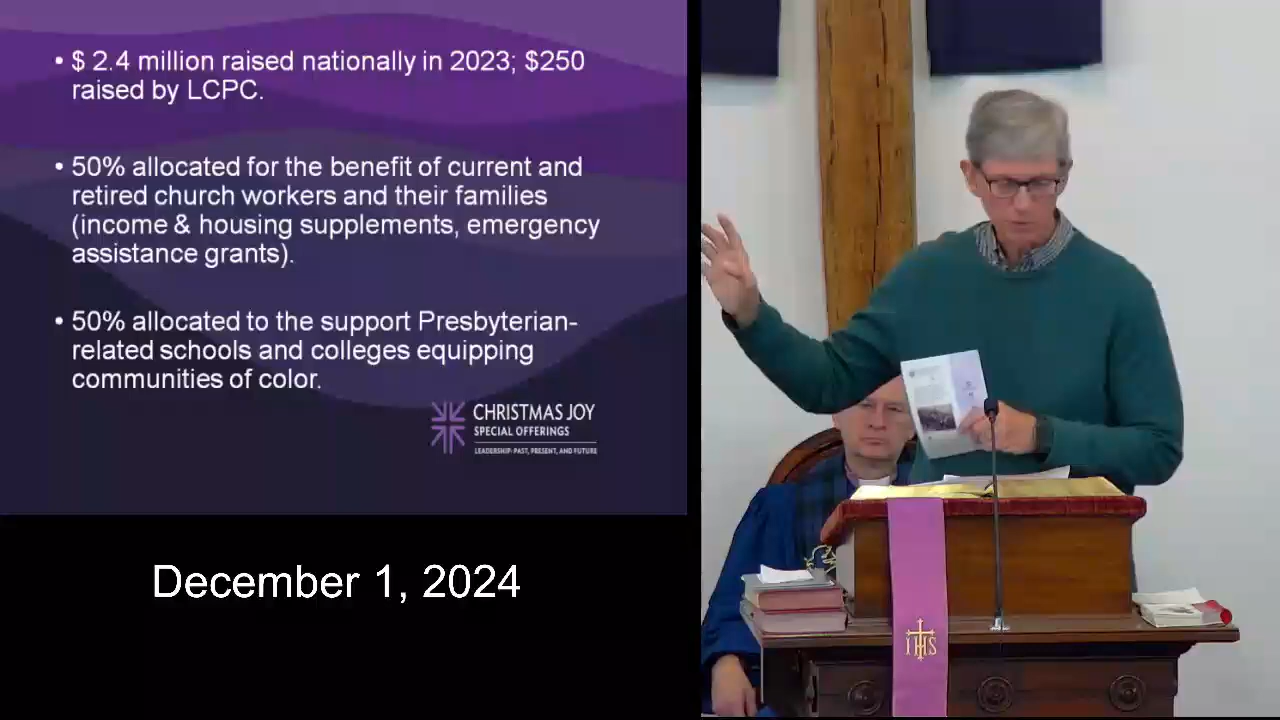 • $ 2.4 million raised nationally in 2023; $250
raised by LCPC.
• 50% allocated for the benefit of current and
retired church workers and their families
(income & housing supplements, emergency
assistance grants).
• 50% allocated to the support Presbyterian-
related schools and colleges equipping
communities of color.
CHRISTMAS JOY
SPECIAL OFFERINGS
LEADERSHIP: PAST, PRESENT, AND FUTURE
December 1, 2024
IHS